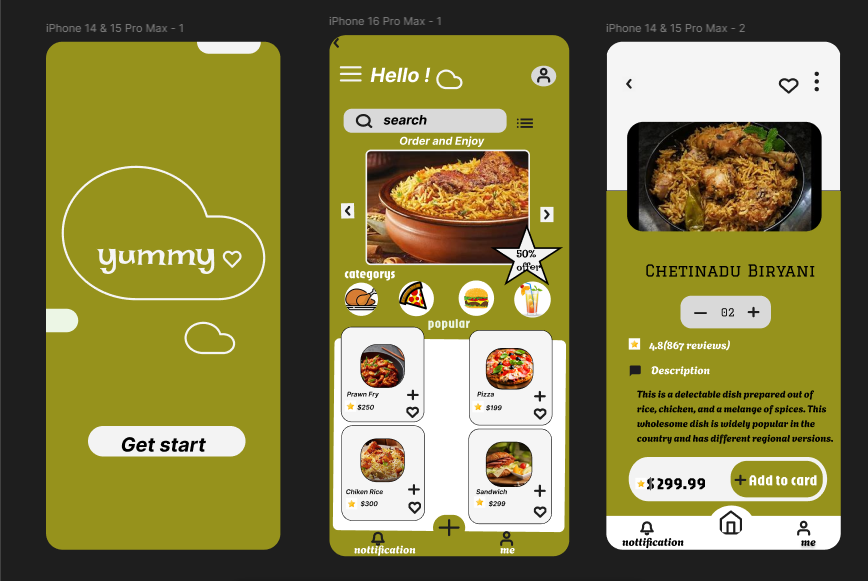 iPhone 14 & 15 Pro Max - 1
yummy
Get start
iPhone 16 Pro Max - 1
Hello !
search
Order and Enjoy
50%
offer
categorys
popular
Prawn Fry
$250
Pizza
$199
Chiken Rice
$300
Sandwich
$299
nottification
me
iPhone 14 & 15 Pro Max - 2
Chetinadu Biryani
02
4.8(867 reviews)
Description
This is a delectable dish prepared out of
rice, chicken, and a melange of spices. This
wholesome dish is widely popular in the
country and has different regional versions.
$299.99
Add to card
nottification
me